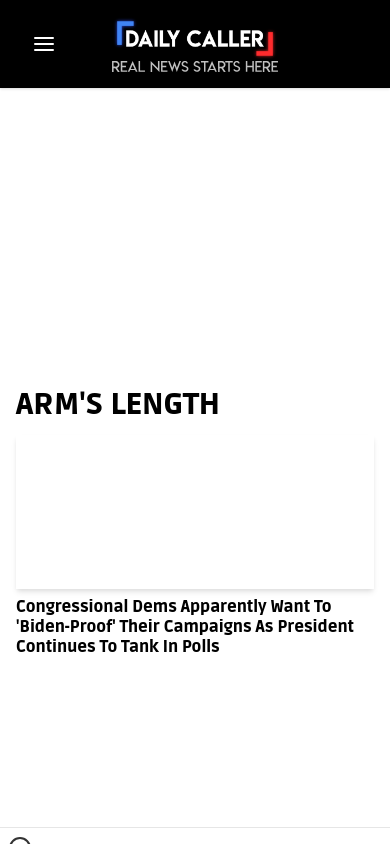 DAILY CALLER
REAL NEWS STARTS HERE
ARM'S LENGTH
Congressional Dems Apparently Want To
'Biden-Proof' Their Campaigns As President
Continues To Tank In Polls